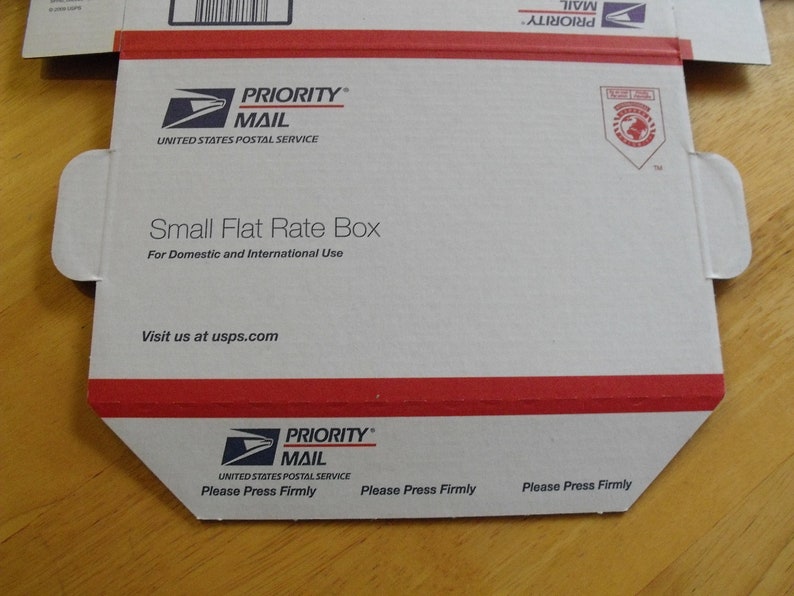 © 2009 USPS
PRIORITY
MAIL
PRIORITY®
MAIL
UNITED STATES POSTAL SERVICE
TM
Small Flat Rate Box
For Domestic and International Use
Visit us at usps.com
PRIORITY®
MAIL
UNITED STATES POSTAL SERVICE
Please Press Firmly Please Press Firmly Please Press Firmly